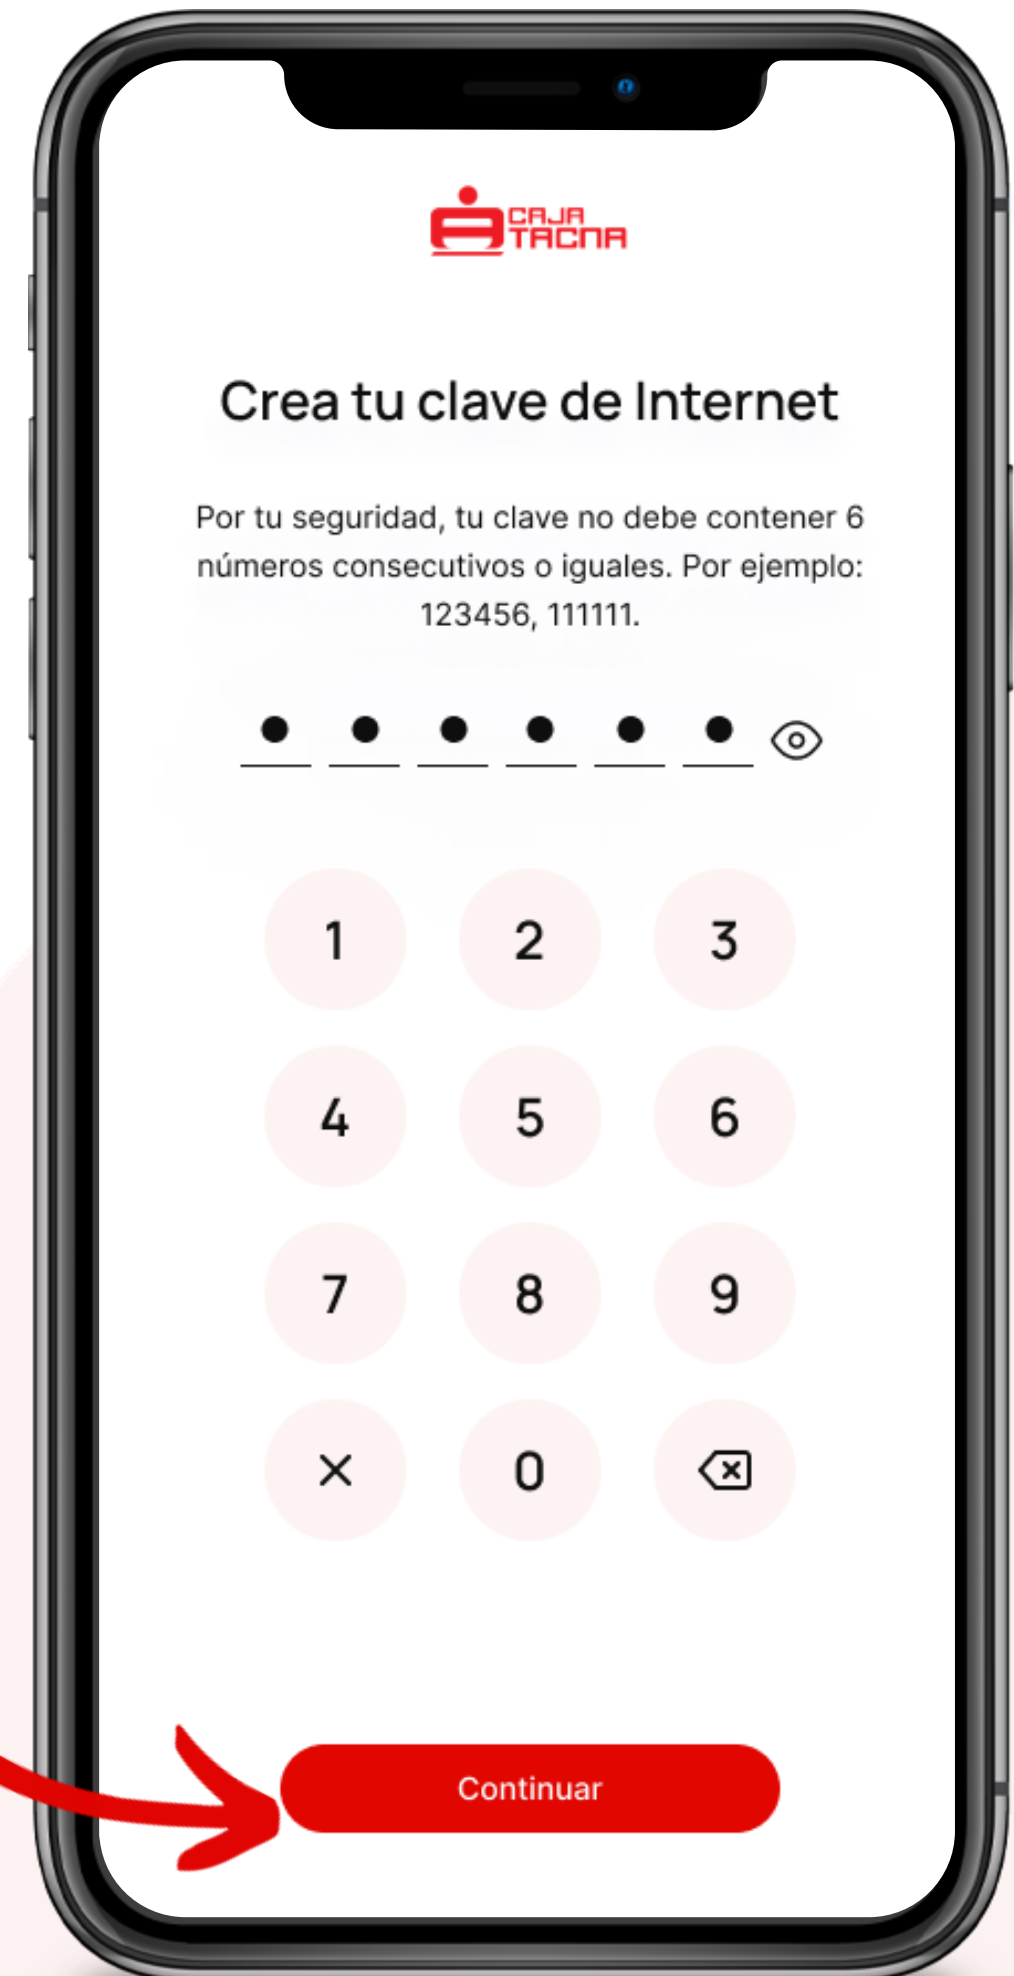 CAJA
TACNA
Crea tu clave de Internet
Por tu seguridad, tu clave no debe contener 6
números consecutivos o iguales. Por ejemplo:
123456, 111111.
1 2 3
4 5 6
7 8 9
0
Continuar